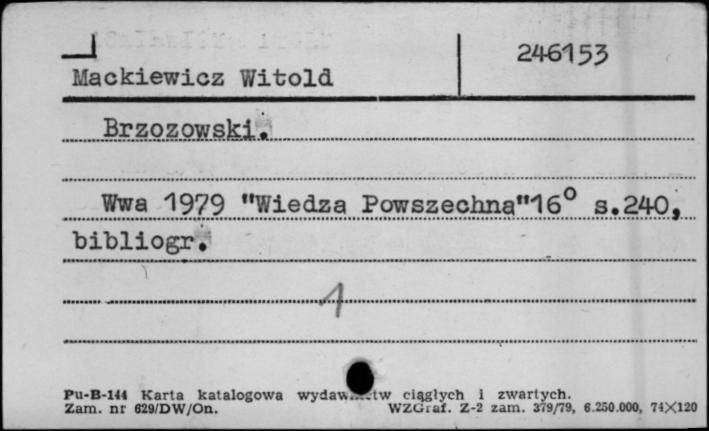 246153
Mackiewicz Witold
Brzozowski.
Wwa 1979 "Wiedza Powszechna" 16° s.240,
bibliogr.
1
Pu-B-144 Karta katalogowa ciągłych i zwartych.
Zam. nr 629/DW/On. WZGraf. Z-2 zam. 379/79, 6.250.000, 74×120